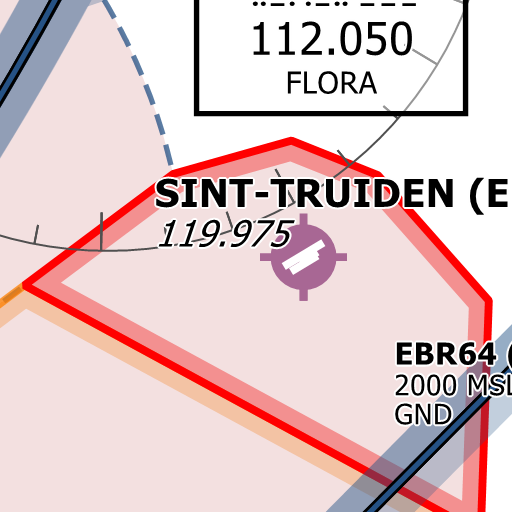 112.050
FLORA
SINT-TRUIDEN (E
119.975
EBR64 (
2000 MSL
GND